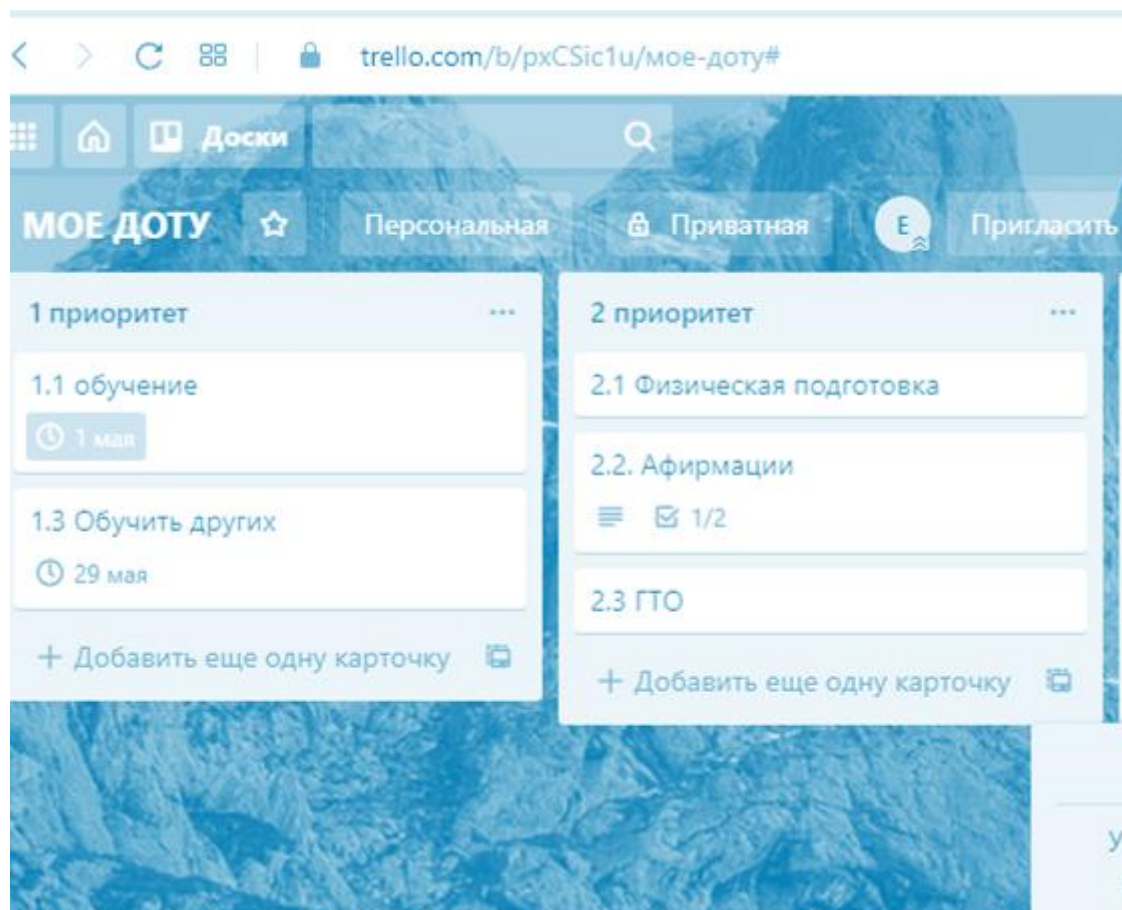 trello.com/b/pxCSic1u/мое-доту#
Доски
МОЕ ДОТУ Персональная Приватная E Пригласить
1 приоритет
1.1 обучение
1 мая
1.3 Обучить других
29 мая
+ Добавить еще одну карточку
2 приоритет
2.1 Физическая подготовка
2.2. Афирмации
1/2
2.3 ГТО
+ Добавить еще одну карточку